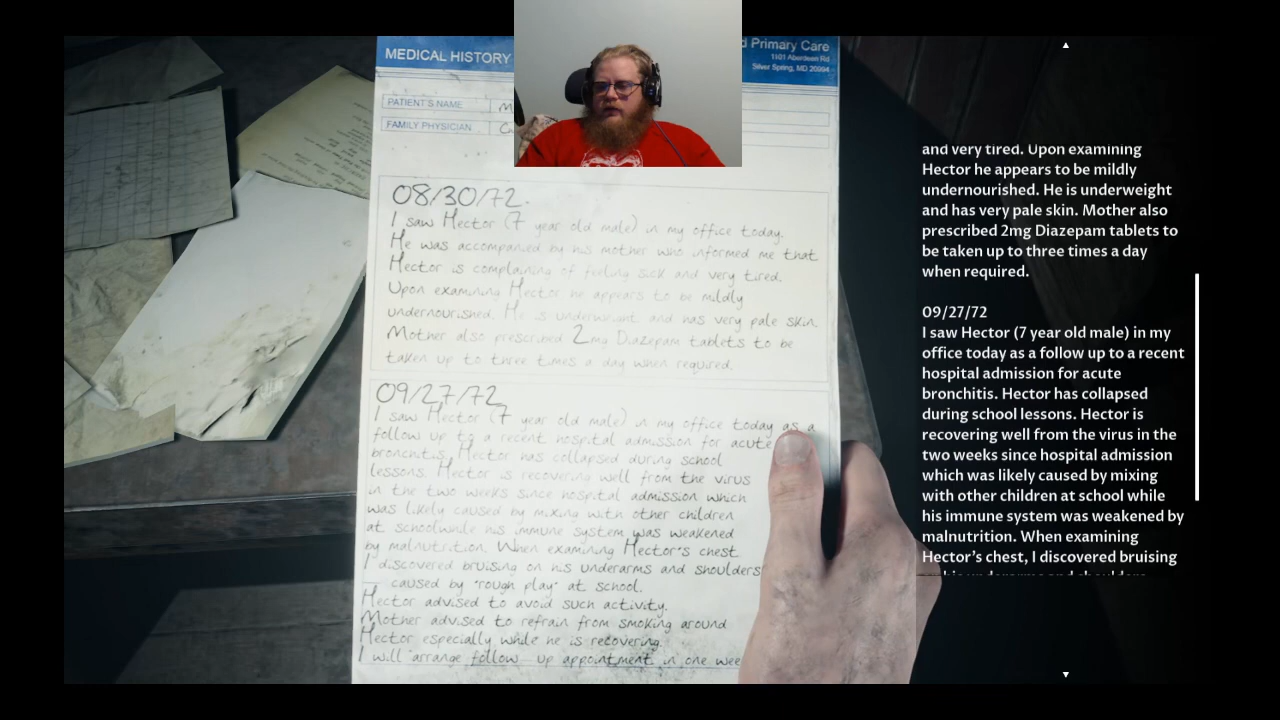 MEDICAL HISTORY
d Primary Care
1101 Aberdeen Rd
Silver Spring, MD 20904
PATIENT'S NAME
M
FAMILY PHYSICIAN
08/30/72.
I saw Hector (7 year old male) in my office today.
He was accompanied by his mother who informed me that
Hector is complaining of feeling sick and very tired.
Upon examining Hector he appears to be mildly
undernourished. He is underweight and has very pale skin.
Mother also prescribed 2mg Diazepam tablets to be
taken up to three times a day when required.
09/27/72
I saw Hector (7 year old male) in my office today as a
follow up to a recent hospital admission for acute
bronchitis. Hector has collapsed during school
lessons. Hector is recovering well from the virus
in the two weeks since hospital admission which
was likely caused by mixing with other children
at school while his immune system was weakened
by malnutrition. When examining Hector's chest
I discovered bruising on his underarms and shoulders
— caused by "rough play" at school.
Hector advised to avoid such activity.
Mother advised to refrain from smoking around
Hector especially while he is recovering.
I will arrange follow up appointment in one wee
and very tired. Upon examining
Hector he appears to be mildly
undernourished. He is underweight
and has very pale skin. Mother also
prescribed 2mg Diazepam tablets to
be taken up to three times a day
when required.
09/27/72
I saw Hector (7 year old male) in my
office today as a follow up to a recent
hospital admission for acute
bronchitis. Hector has collapsed
during school lessons. Hector is
recovering well from the virus in the
two weeks since hospital admission
which was likely caused by mixing
with other children at school while
his immune system was weakened by
malnutrition. When examining
Hector's chest, I discovered bruising